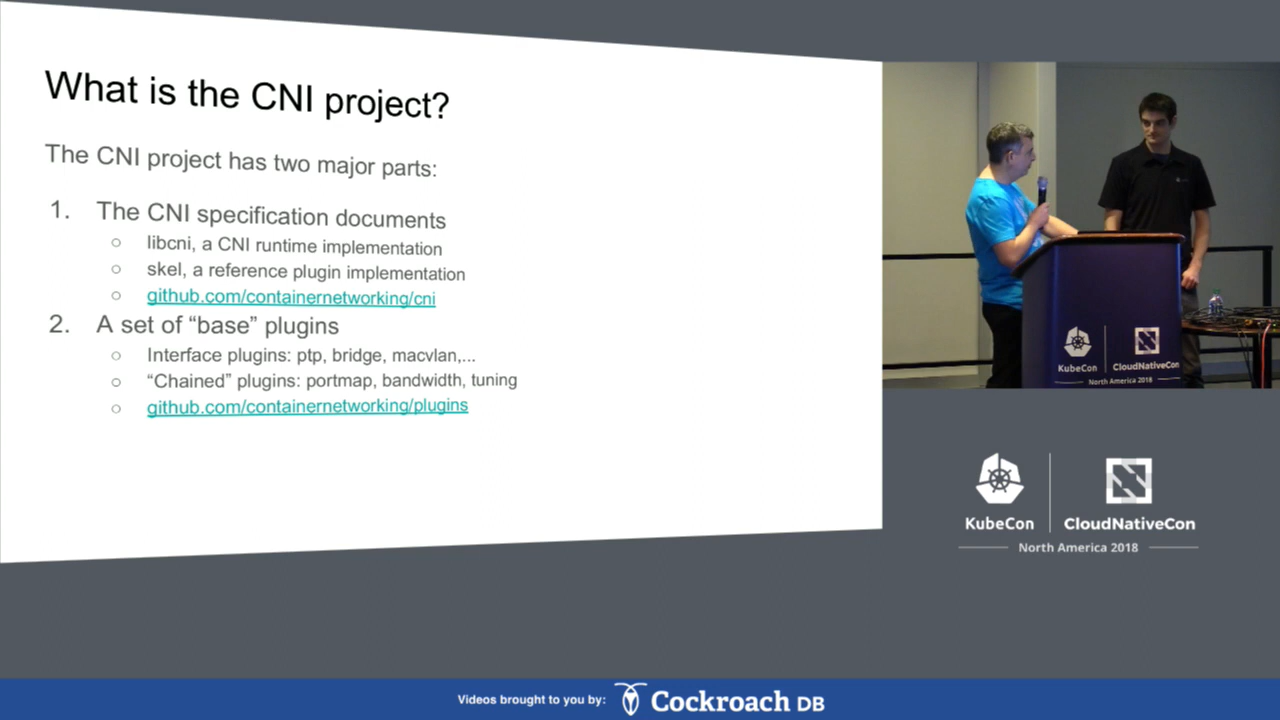 What is the CNI project?
The CNI project has two major parts:
1. The CNI specification documents
○ libcni, a CNI runtime implementation
○ skel, a reference plugin implementation
○ github.com/containernetworking/cni
2. A set of “base” plugins
○ Interface plugins: ptp, bridge, macvlan,...
○ “Chained” plugins: portmap, bandwidth, tuning
○ github.com/containernetworking/plugins
KubeCon
CloudNativeCon
North America 2018
KubeCon
CloudNativeCon
North America 2018
Videos brought to you by:
Cockroach DB